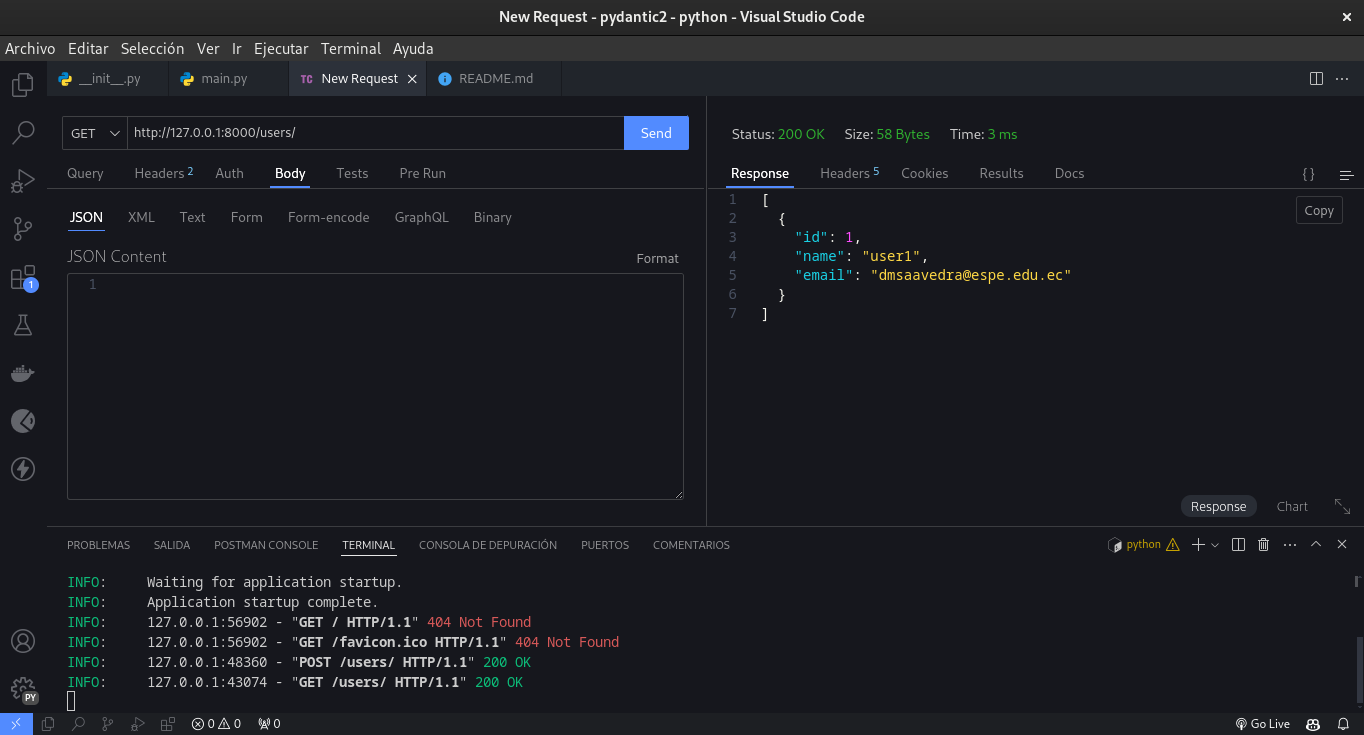 New Request - pydantic2 - python - Visual Studio Code
Archivo Editar Selección Ver Ir Ejecutar Terminal Ayuda
__init__.py main.py TC New Request README.md
GET http://127.0.0.1:8000/users/ Send
Status: 200 OK Size: 58 Bytes Time: 3 ms
Query Headers 2 Auth Body Tests Pre Run
Response Headers 5 Cookies Results Docs {}
JSON XML Text Form Form-encode GraphQL Binary
JSON Content Format
1
Copy
1 [
2 {
3 "id": 1,
4 "name": "user1",
5 "email": "dmsaavedra@espe.edu.ec"
6 }
7 ]
1
Response Chart
PROBLEMAS SALIDA POSTMAN CONSOLE TERMINAL CONSOLA DE DEPURACIÓN PUERTOS COMENTARIOS python
INFO: Waiting for application startup.
INFO: Application startup complete.
INFO: 127.0.0.1:56902 - "GET / HTTP/1.1" 404 Not Found
INFO: 127.0.0.1:56902 - "GET /favicon.ico HTTP/1.1" 404 Not Found
INFO: 127.0.0.1:48360 - "POST /users/ HTTP/1.1" 200 OK
INFO: 127.0.0.1:43074 - "GET /users/ HTTP/1.1" 200 OK
PY
0 0 0 Go Live